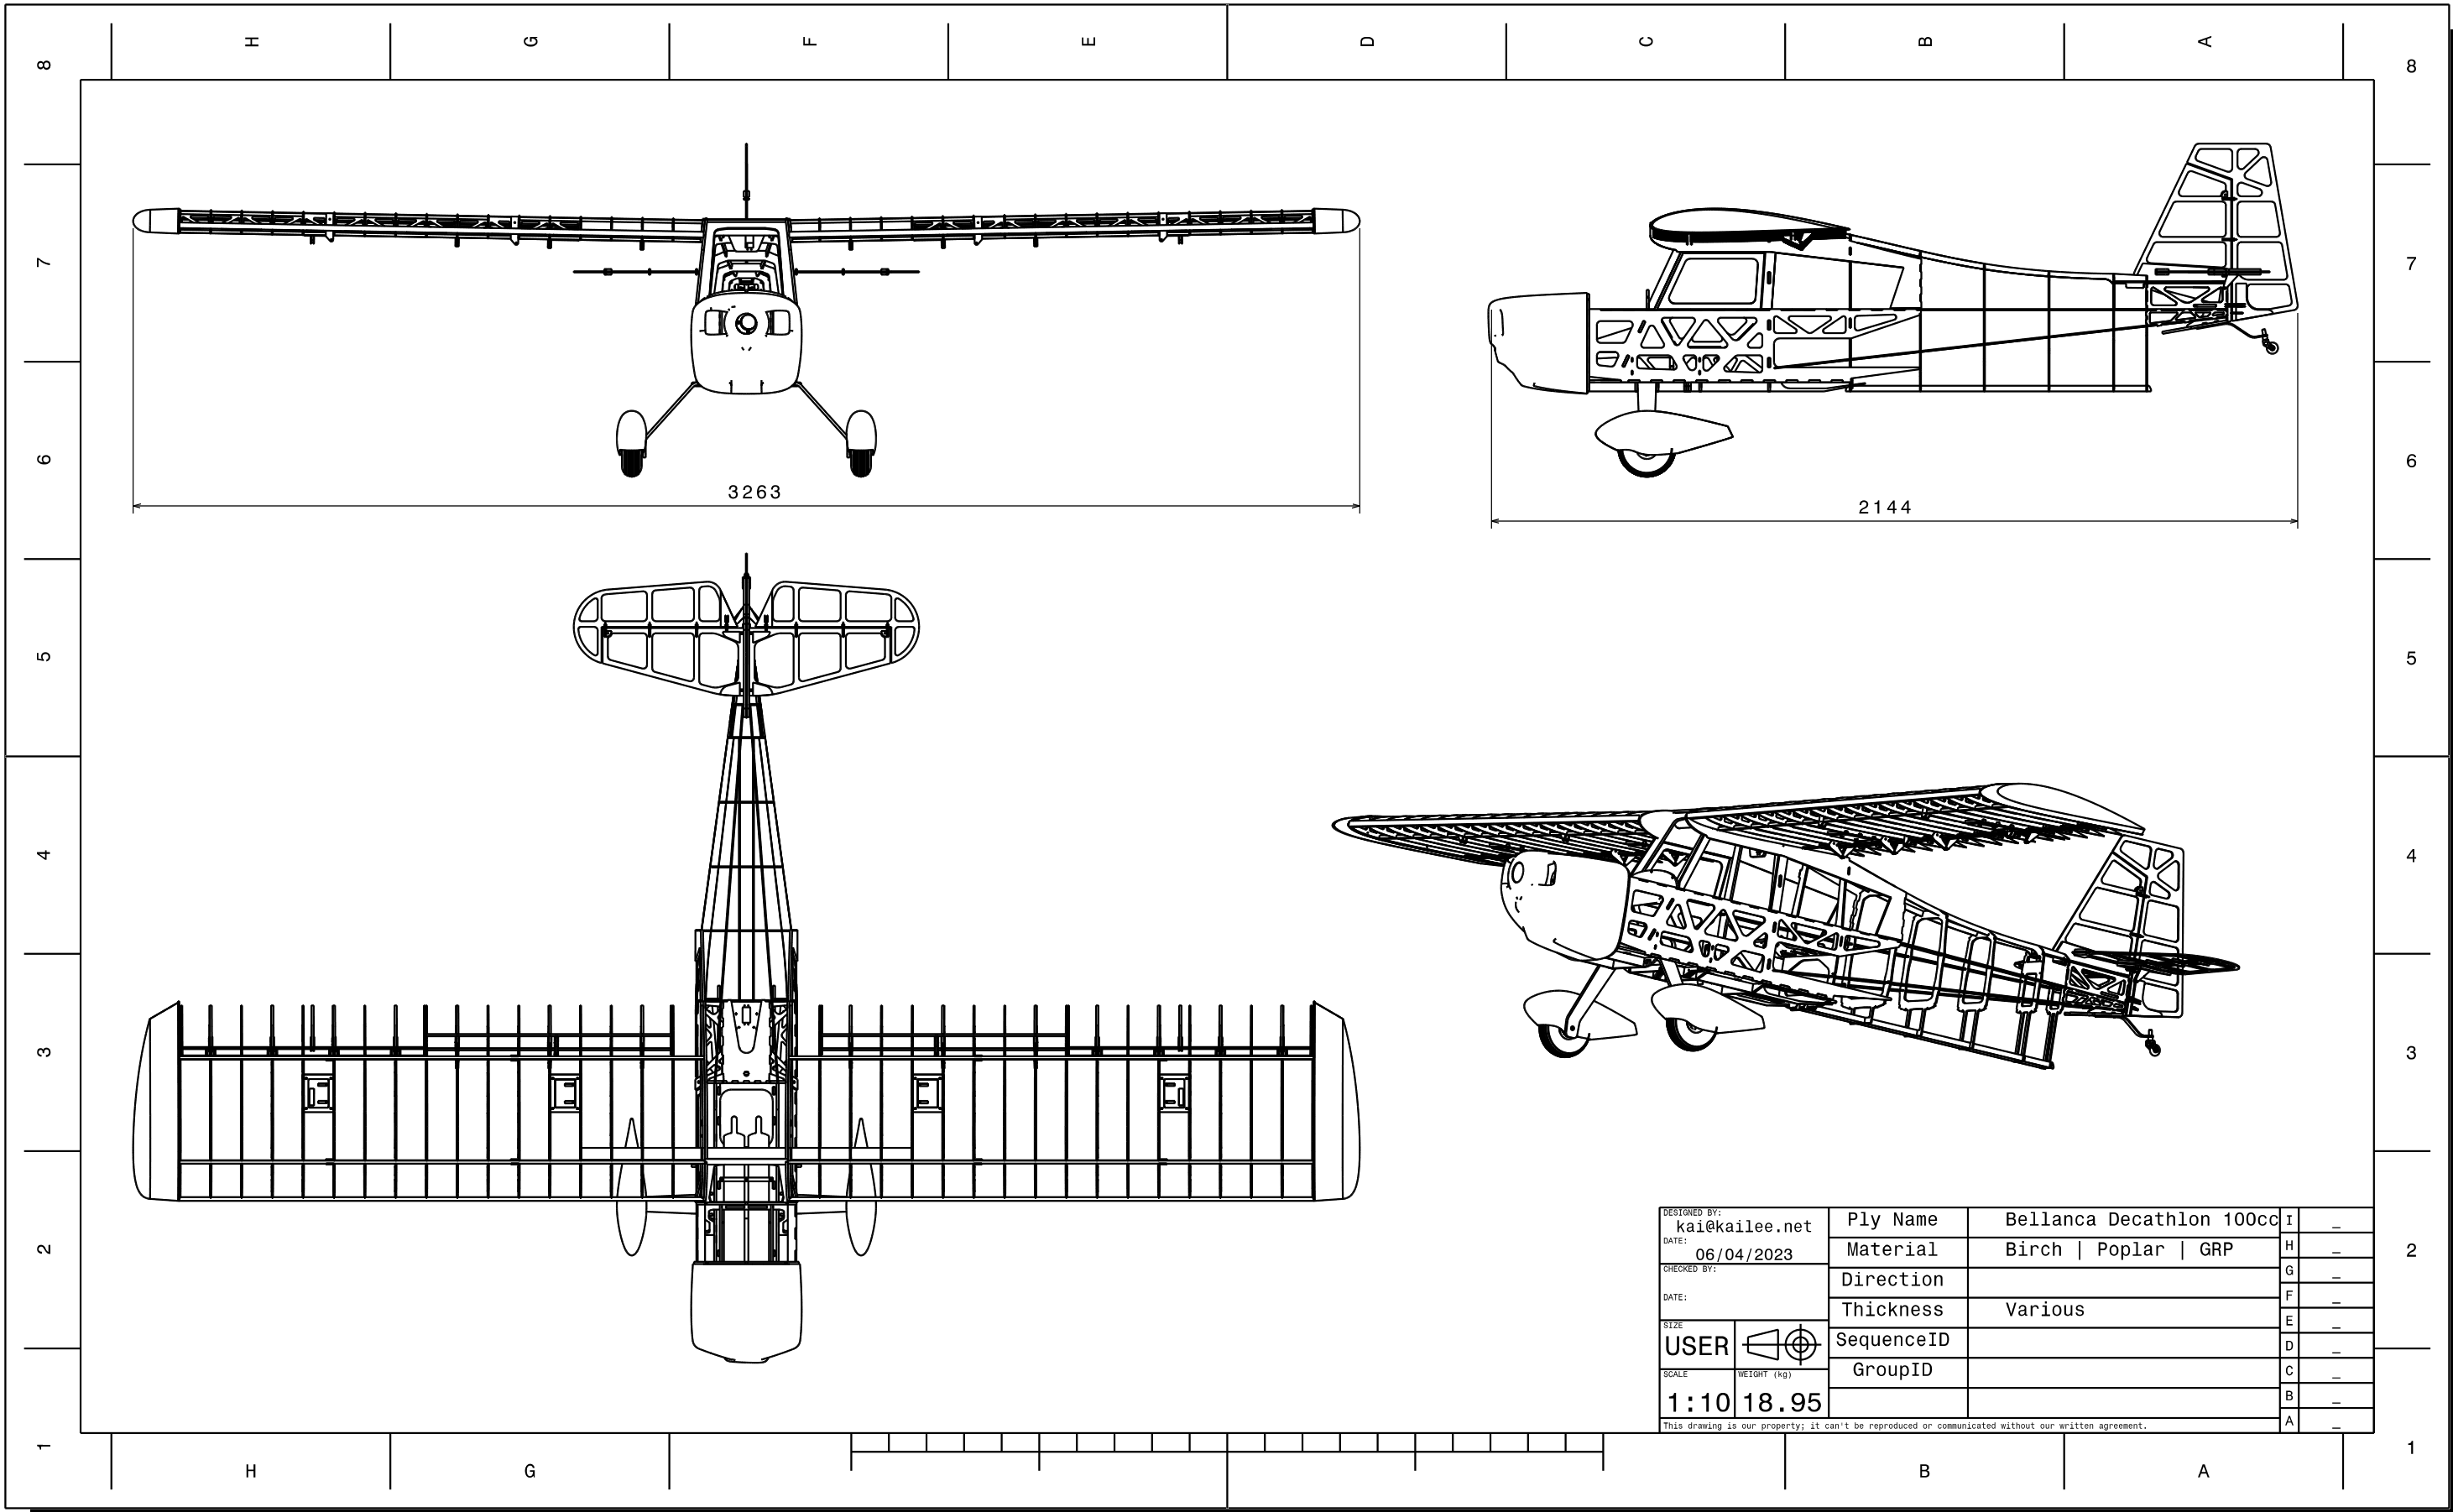 H G F E D C B A
8 8
7 7
3263
2144
6 6
5 5
4 4
3 3
2 2
1 1
DESIGNED BY:
kai@kailee.net
DATE:
06/04/2023
CHECKED BY:
DATE:
SIZE
USER
SCALE
1:10
WEIGHT (kg)
18.95
Ply Name Bellanca Decathlon 100cc
Material Birch | Poplar | GRP
Direction
Thickness Various
SequenceID
GroupID
I _
H _
G _
F _
E _
D _
C _
B _
A _
This drawing is our property; it can't be reproduced or communicated without our written agreement.
H G B A